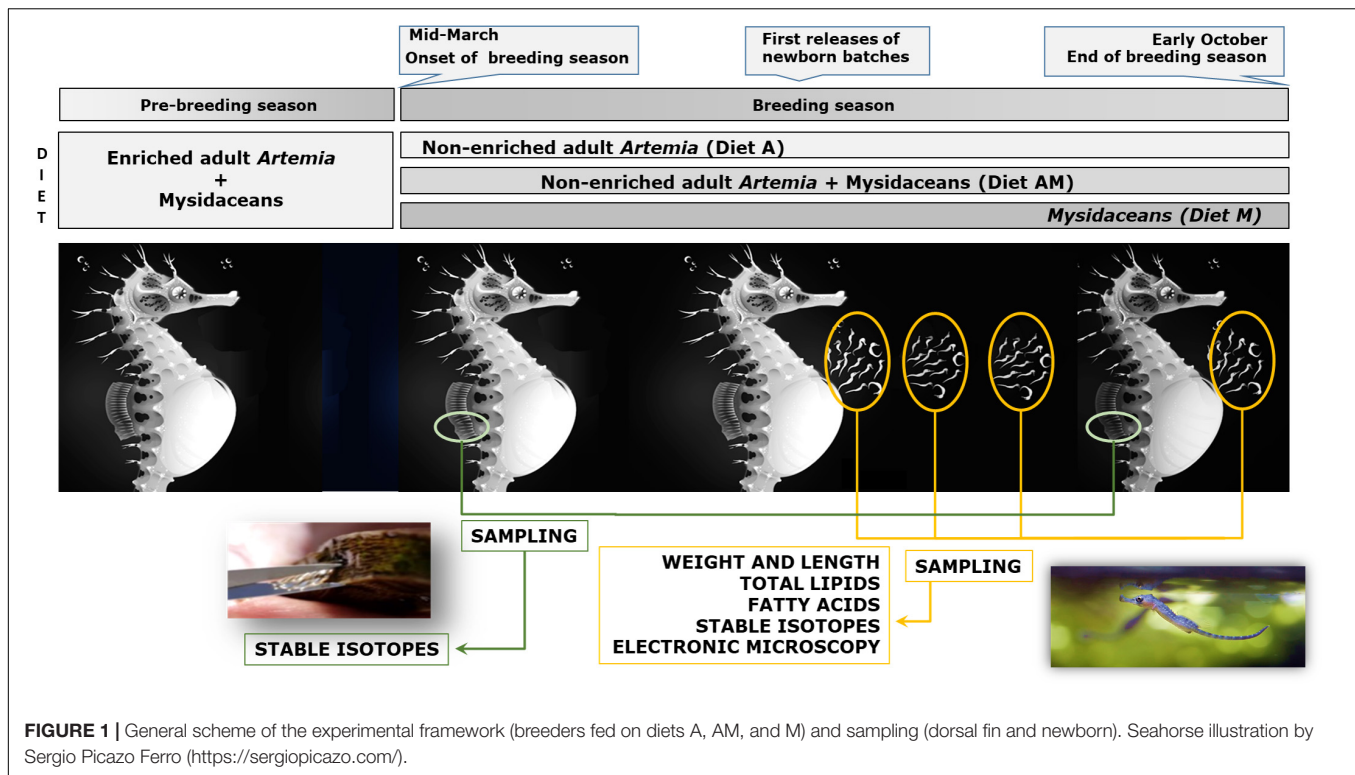 Mid-March
Onset of breeding season
First releases of
newborn batches
Early October
End of breeding season
Pre-breeding season
Breeding season
D
I
E
T
Enriched adult Artemia
+
Mysidaceans
Non-enriched adult Artemia (Diet A)
Non-enriched adult Artemia + Mysidaceans (Diet AM)
Mysidaceans (Diet M)
SAMPLING
STABLE ISOTOPES
WEIGHT AND LENGTH
TOTAL LIPIDS
FATTY ACIDS
STABLE ISOTOPES
ELECTRONIC MICROSCOPY
SAMPLING
FIGURE 1 | General scheme of the experimental framework (breeders fed on diets A, AM, and M) and sampling (dorsal fin and newborn). Seahorse illustration by
Sergio Picazo Ferro (https://sergiopicazo.com/).